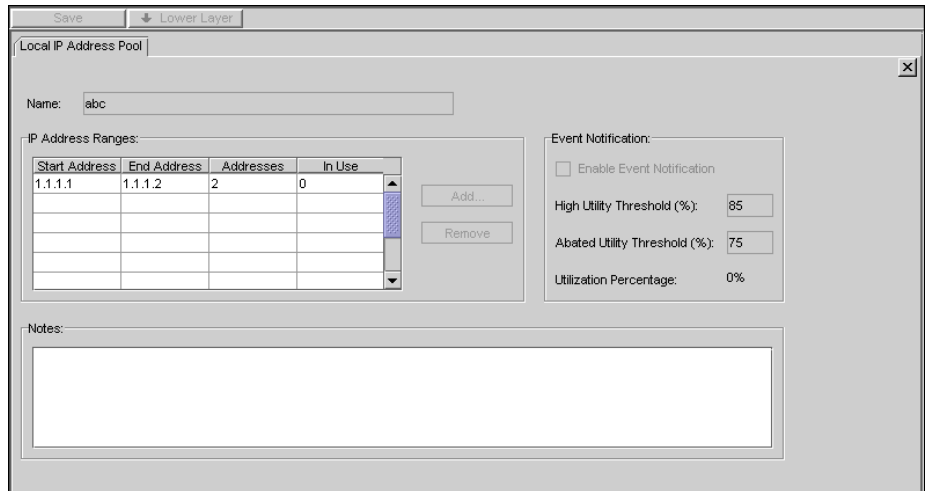 Save Lower Layer
Local IP Address Pool
Name: abc
IP Address Ranges:
Start Address End Address Addresses In Use
1.1.1.1 1.1.1.2 2 0
Add...
Remove
Event Notification:
Enable Event Notification
High Utility Threshold (%): 85
Abated Utility Threshold (%): 75
Utilization Percentage: 0%
Notes: